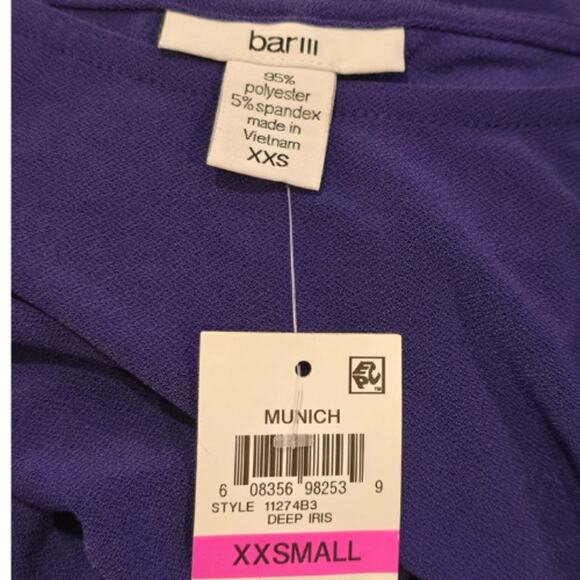 bar III
95%
polyester
5% spandex
made in
Vietnam
XXS
MUNICH
6 08356 98253 9
STYLE 11274B3
DEEP IRIS
XXSMALL